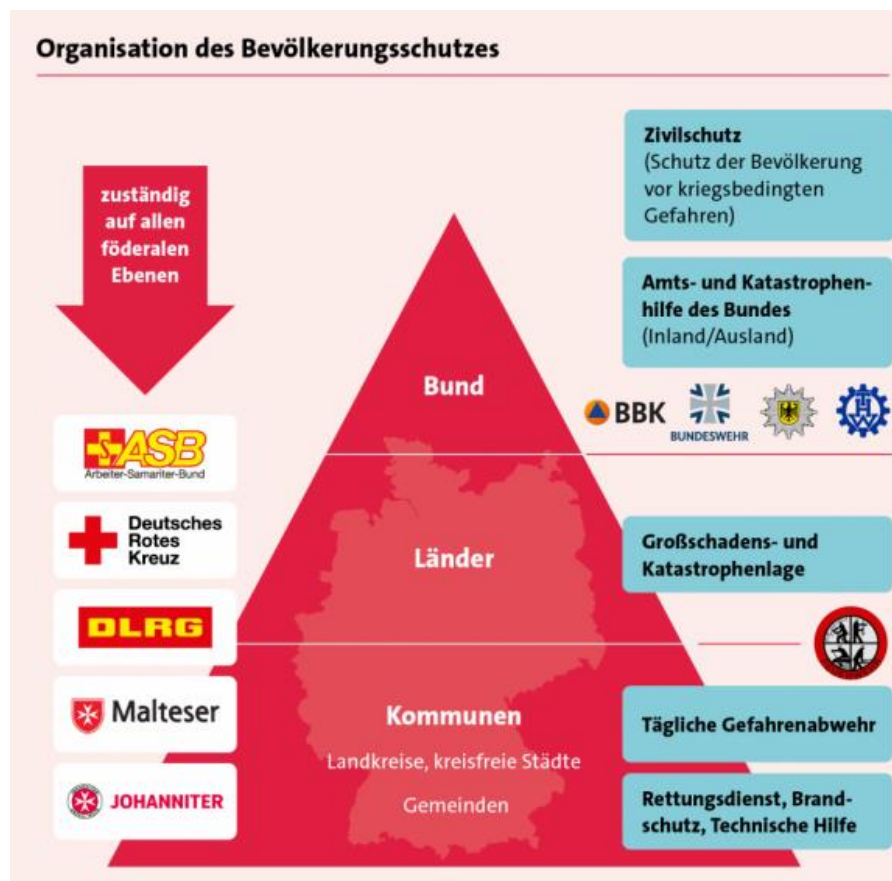 Organisation des Bevölkerungsschutzes
zuständig
auf allen
föderalen
Ebenen
ASB
Arbeiter-Samariter-Bund
Deutsches
Rotes
Kreuz
DLRG
Malteser
JOHANNITER
Bund
Länder
Kommunen
Landkreise, kreisfreie Städte
Gemeinden
Zivilschutz
(Schutz der Bevölkerung
vor kriegsbedingten
Gefahren)
Amts- und Katastrophen-
hilfe des Bundes
(Inland/Ausland)
BBK
BUNDESWEHR
THW
Großschadens- und
Katastrophenlage
Tägliche Gefahrenabwehr
Rettungsdienst, Brand-
schutz, Technische Hilfe